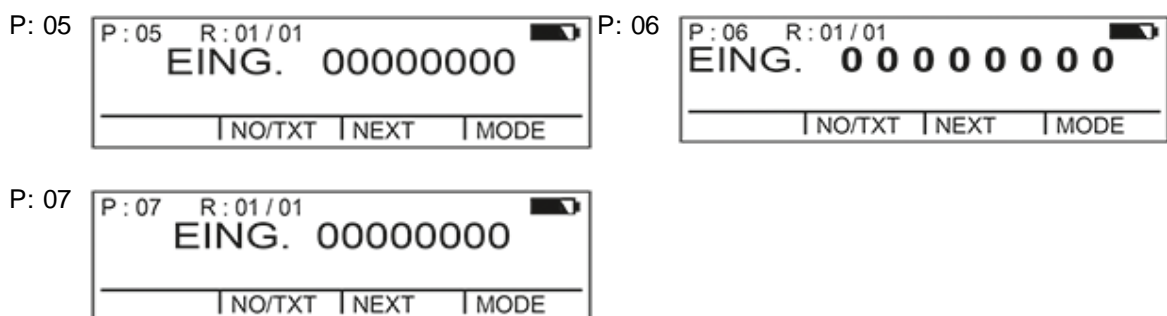 P: 05
P : 05 R : 01 / 01
EING. 00000000
NO/TXT NEXT MODE
P: 06
P : 06 R : 01 / 01
EING. 0 0 0 0 0 0 0 0
NO/TXT NEXT MODE
P: 07
P : 07 R : 01 / 01
EING. 00000000
NO/TXT NEXT MODE